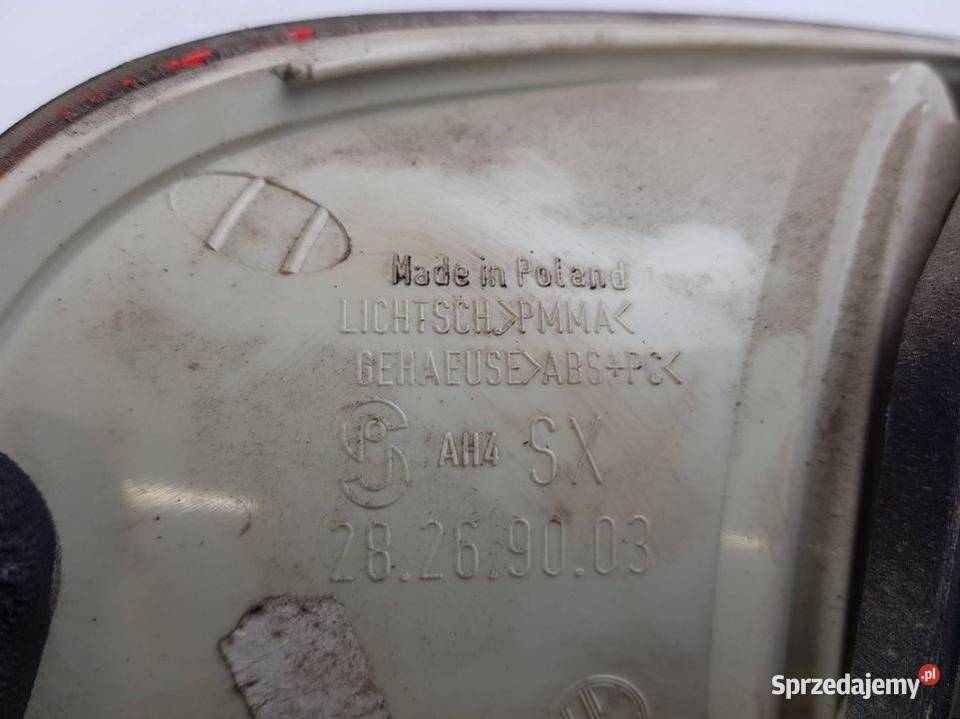 Made in Poland
LICHTSCH.>PMMA<
GEHAEUSE>ABS+PC<
AH4 SX
28.26.90.03
Sprzedajemy.pl